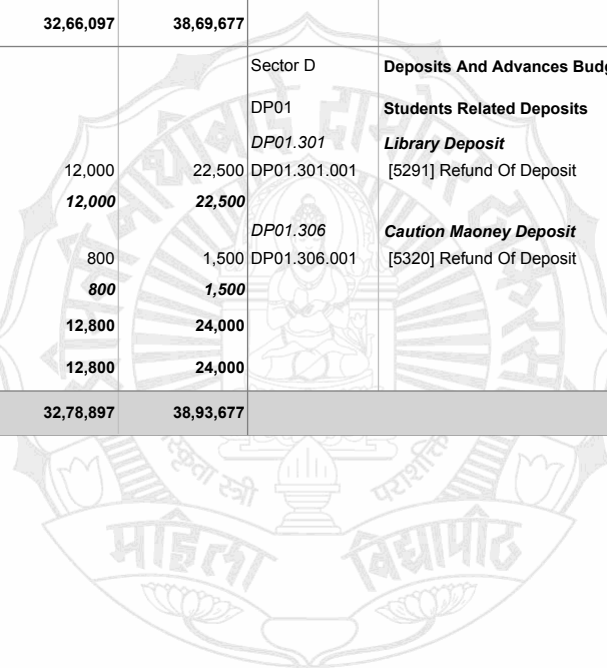 32,66,097 38,69,677
Sector D Deposits And Advances Budg
DP01 Students Related Deposits
DP01.301 Library Deposit
12,000 22,500 DP01.301.001 [5291] Refund Of Deposit
12,000 22,500
DP01.306 Caution Maoney Deposit
800 1,500 DP01.306.001 [5320] Refund Of Deposit
800 1,500
12,800 24,000
12,800 24,000
32,78,897 38,93,677
स्त्री
महिला विद्यापीठ